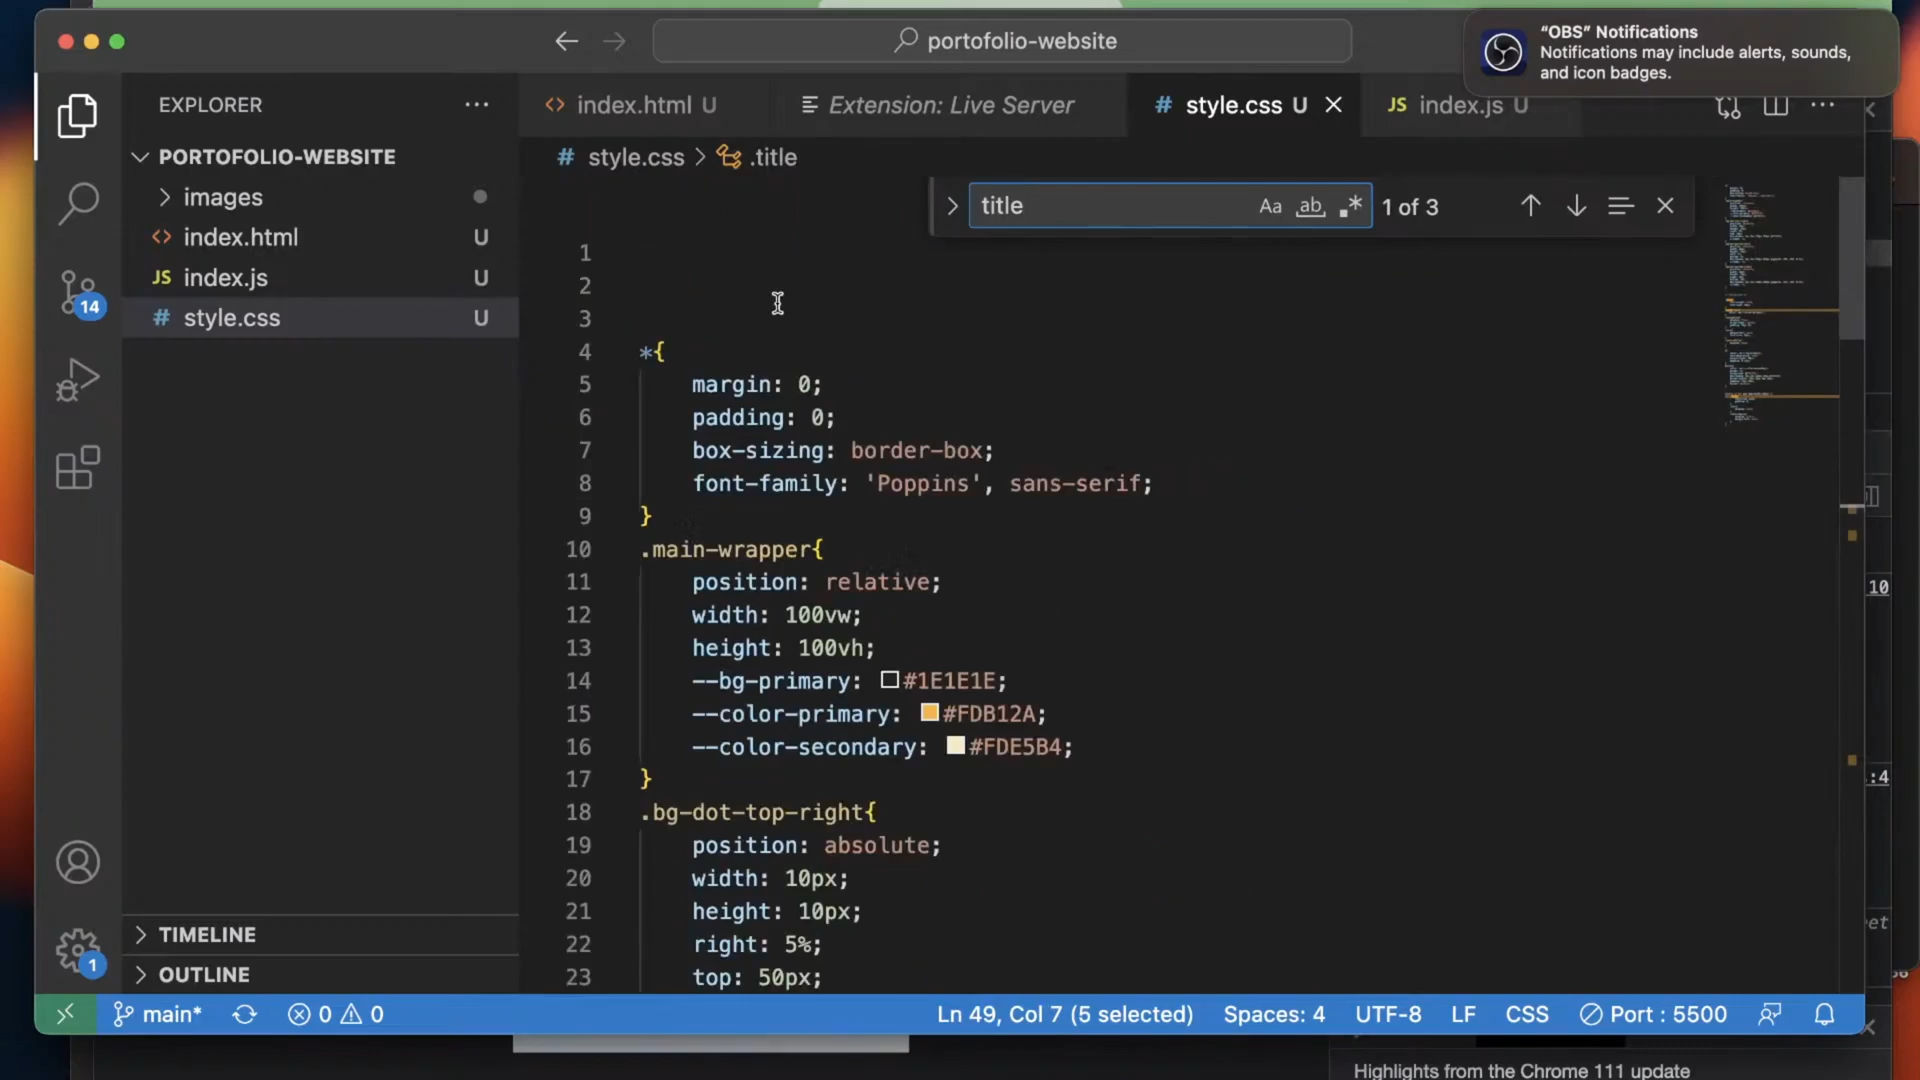 portofolio-website
"OBS" Notifications
Notifications may include alerts, sounds,
and icon badges.
EXPLORER
index.html U
Extension: Live Server
# style.css U
JS index.js U
PORTOFOLIO-WEBSITE
# style.css > .title
images
title
Aa ab 1 of 3
<> index.html U
JS index.js U
# style.css U
14
1
2
3
4 *{
5 margin: 0;
6 padding: 0;
7 box-sizing: border-box;
8 font-family: 'Poppins', sans-serif;
9 }
10 .main-wrapper{
11 position: relative;
12 width: 100vw;
13 height: 100vh;
14 --bg-primary: #1E1E1E;
15 --color-primary: #FDB12A;
16 --color-secondary: #FDE5B4;
17 }
18 .bg-dot-top-right{
19 position: absolute;
20 width: 10px;
21 height: 10px;
22 right: 5%;
23 top: 50px;
10
:4
et
TIMELINE
1
OUTLINE
main* 0 0 Ln 49, Col 7 (5 selected) Spaces: 4 UTF-8 LF CSS Port : 5500
Highlights from the Chrome 111 update